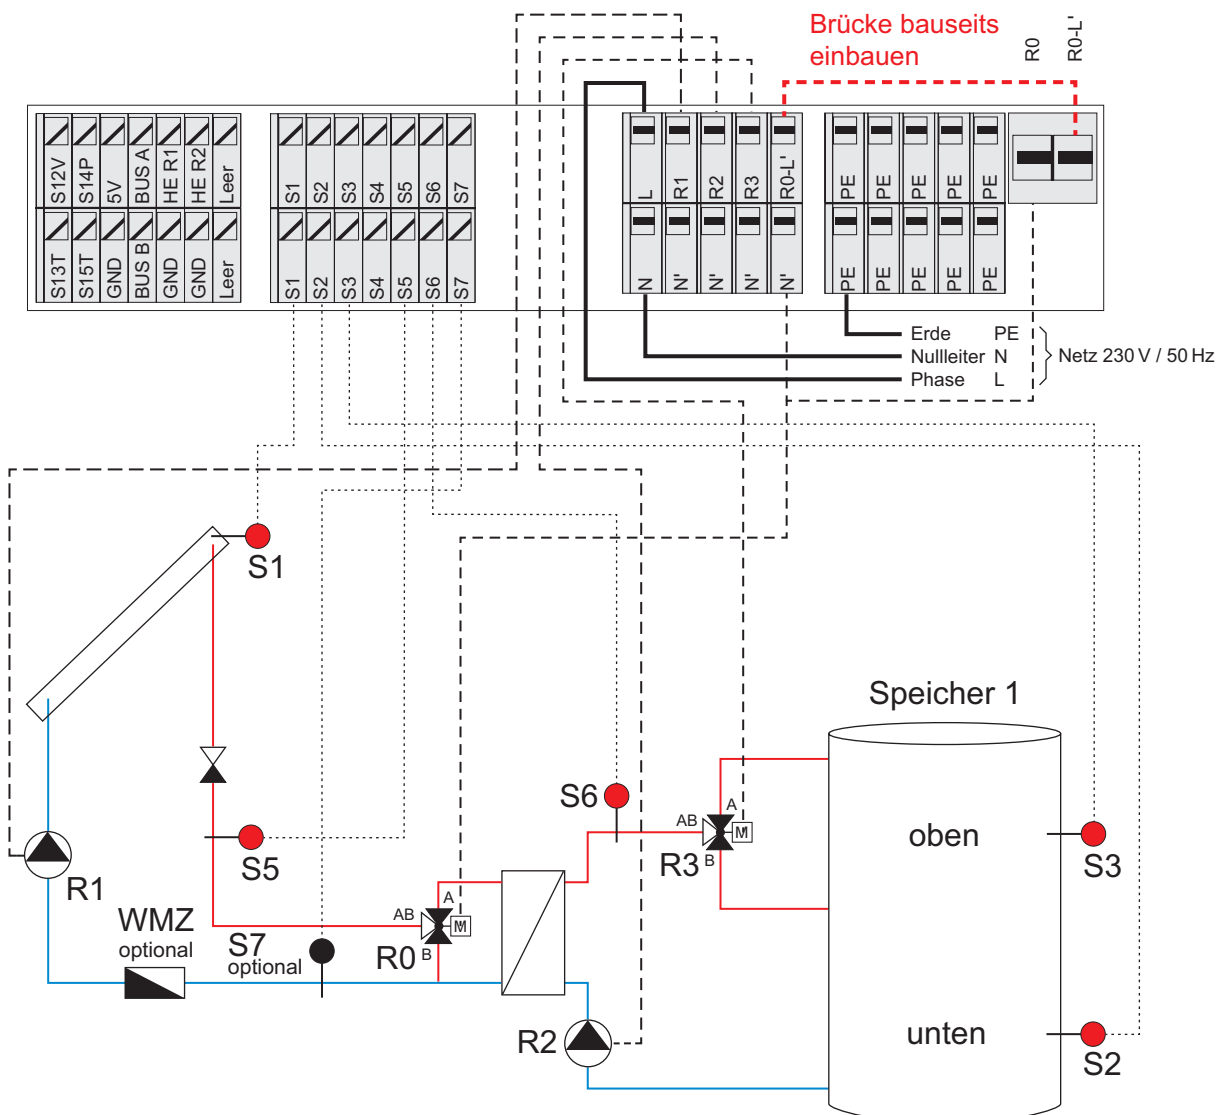 Brücke bauseits
einbauen
R0
R0-L'
S12V
S14P
5V
BUS A
HE R1
HE R2
Leer
S1
S2
S3
S4
S5
S6
S7
L
R1
R2
R3
R0-L'
PE
PE
PE
PE
PE
S13T
S15T
GND
BUS B
GND
GND
Leer
S1
S2
S3
S4
S5
S6
S7
N
N'
N'
N'
N'
PE
PE
PE
PE
PE
Erde PE
Nullleiter N
Phase L
Netz 230 V / 50 Hz
S1
Speicher 1
S6
A
AB
M
B
R3
oben
S3
S5
R1
A
AB
M
B
R0
WMZ
optional
S7
optional
R2
unten
S2